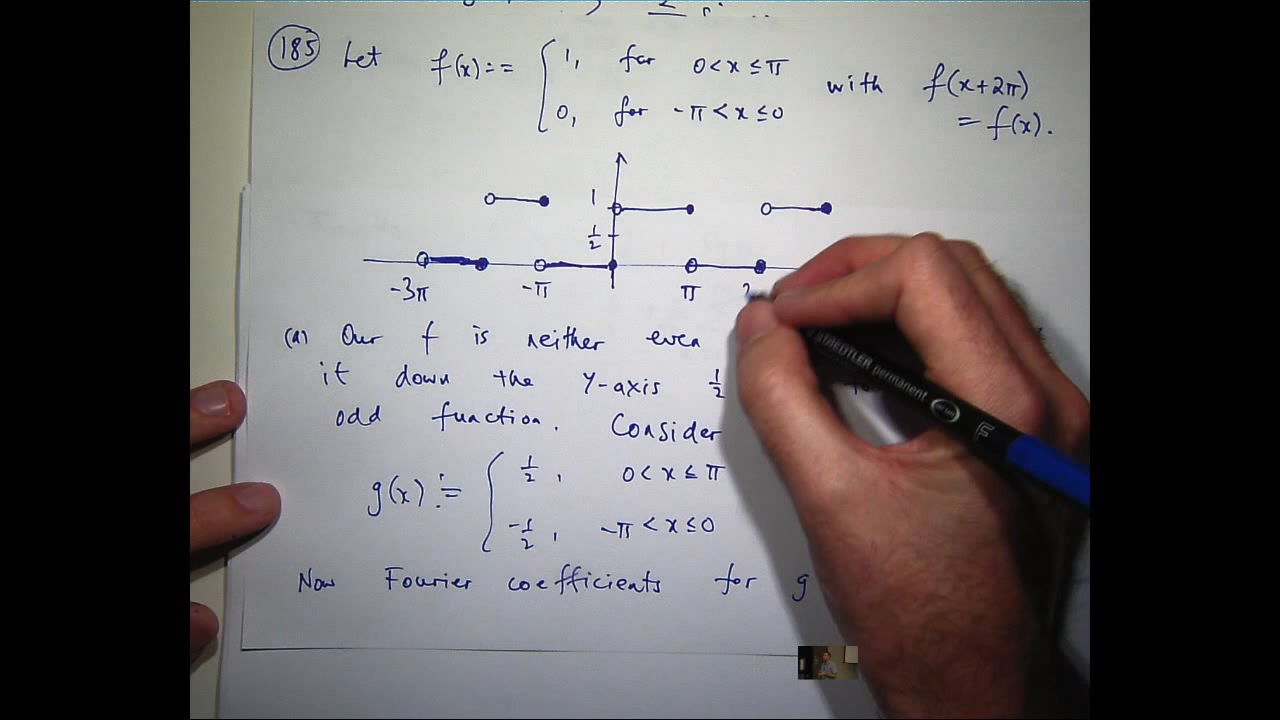 185 Let f(x):= { 1, for 0<x≤π
0, for -π<x≤0 with f(x+2π)
= f(x).
1
1/2
-3π -π π 2
(a) Our f is neither even
it down the y-axis 1/2
odd function. Consider
g(x) := { 1/2, 0<x≤π
-1/2, -π<x≤0
Now Fourier coefficients for g
STAEDTLER permanent F